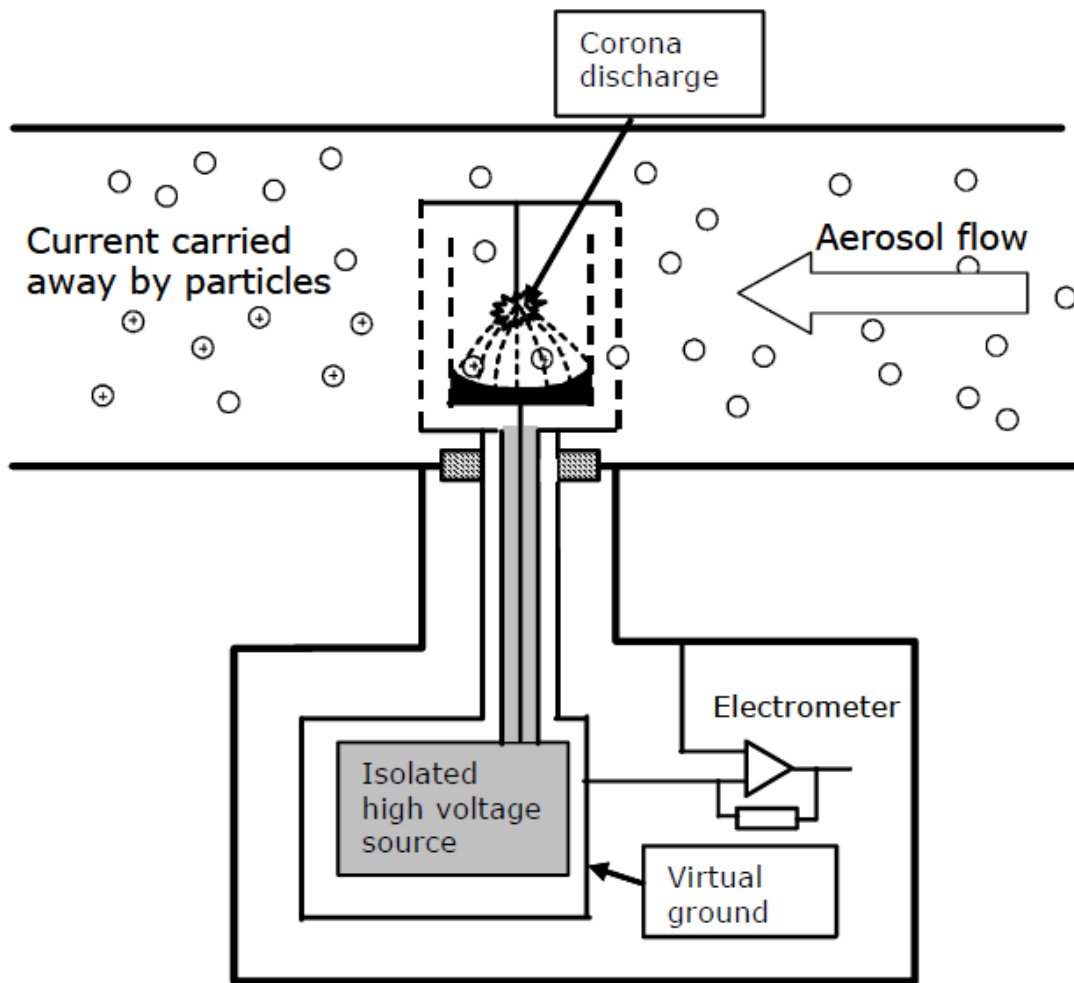 Corona
discharge
Current carried
away by particles
Aerosol flow
Electrometer
Isolated
high voltage
source
Virtual
ground